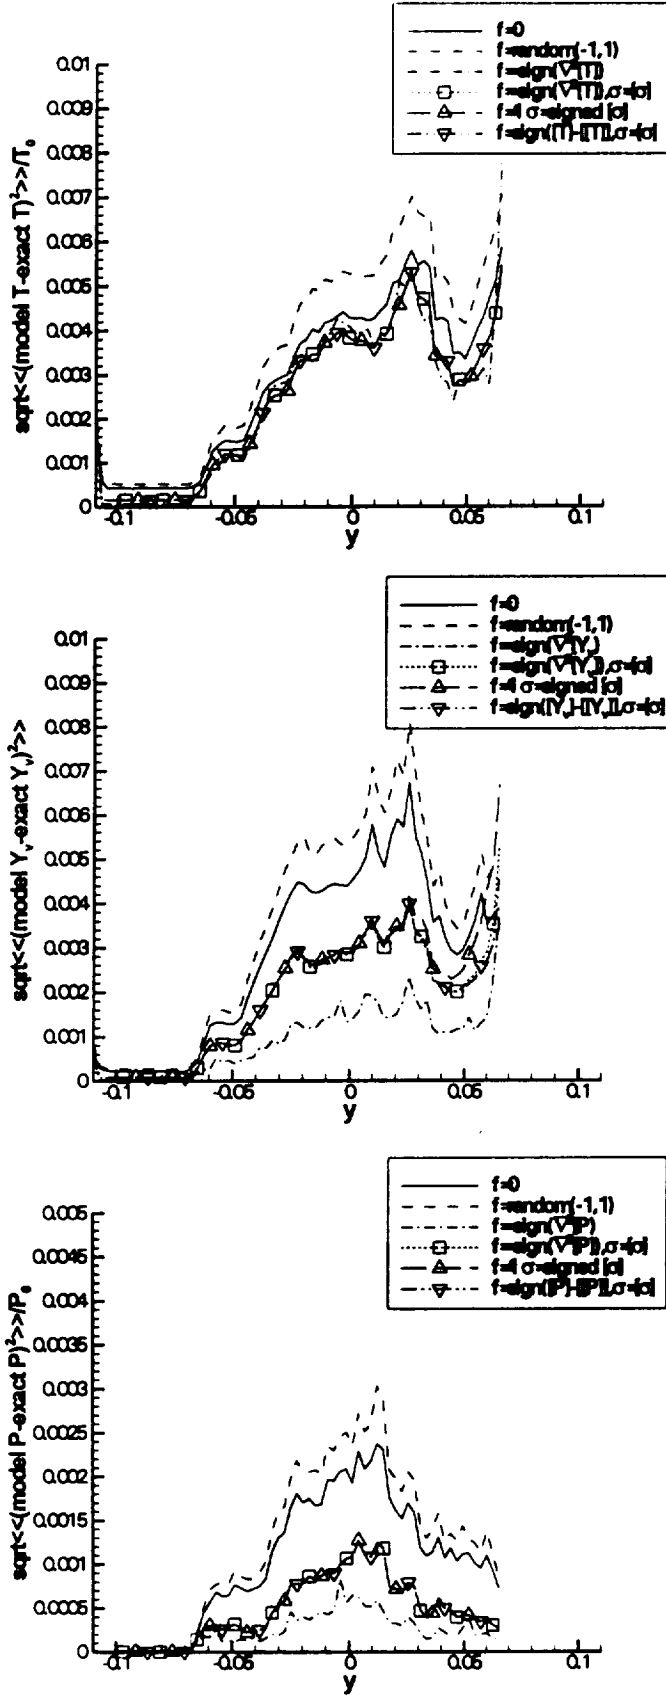 f=0
f=random(-1,1)
f=sign(∇²[T])
f=sign(∇²[T]),σ=[σ]
f=1 σ=signed [σ]
f=sign([T]-[[T]]),σ=[σ]
0.01
0.009
0.008
0.007
0.006
0.005
0.004
0.003
0.002
0.001
0
sqrt<<(model T-exact T)²>>/T₀
-0.1
-0.05
0
0.05
0.1
y
f=0
f=random(-1,1)
f=sign(∇²[Yᵥ)
f=sign(∇²[Yᵥ]),σ=[σ]
f=1 σ=signed [σ]
f=sign([Yᵥ]-[[Yᵥ]],σ=[σ]
0.01
0.009
0.008
0.007
0.006
0.005
0.004
0.003
0.002
0.001
0
sqrt<<(model Yᵥ-exact Yᵥ)²>>
-0.1
-0.05
0
0.05
0.1
y
f=0
f=random(-1,1)
f=sign(∇²[P)
f=sign(∇²[P]),σ=[σ]
f=1 σ=signed [σ]
f=sign([P]-[[P]],σ=[σ]
0.005
0.0045
0.004
0.0035
0.003
0.0025
0.002
0.0015
0.001
0.0005
0
sqrt<<(model P-exact P)²>>/P₀
-0.1
-0.05
0
0.05
0.1
y